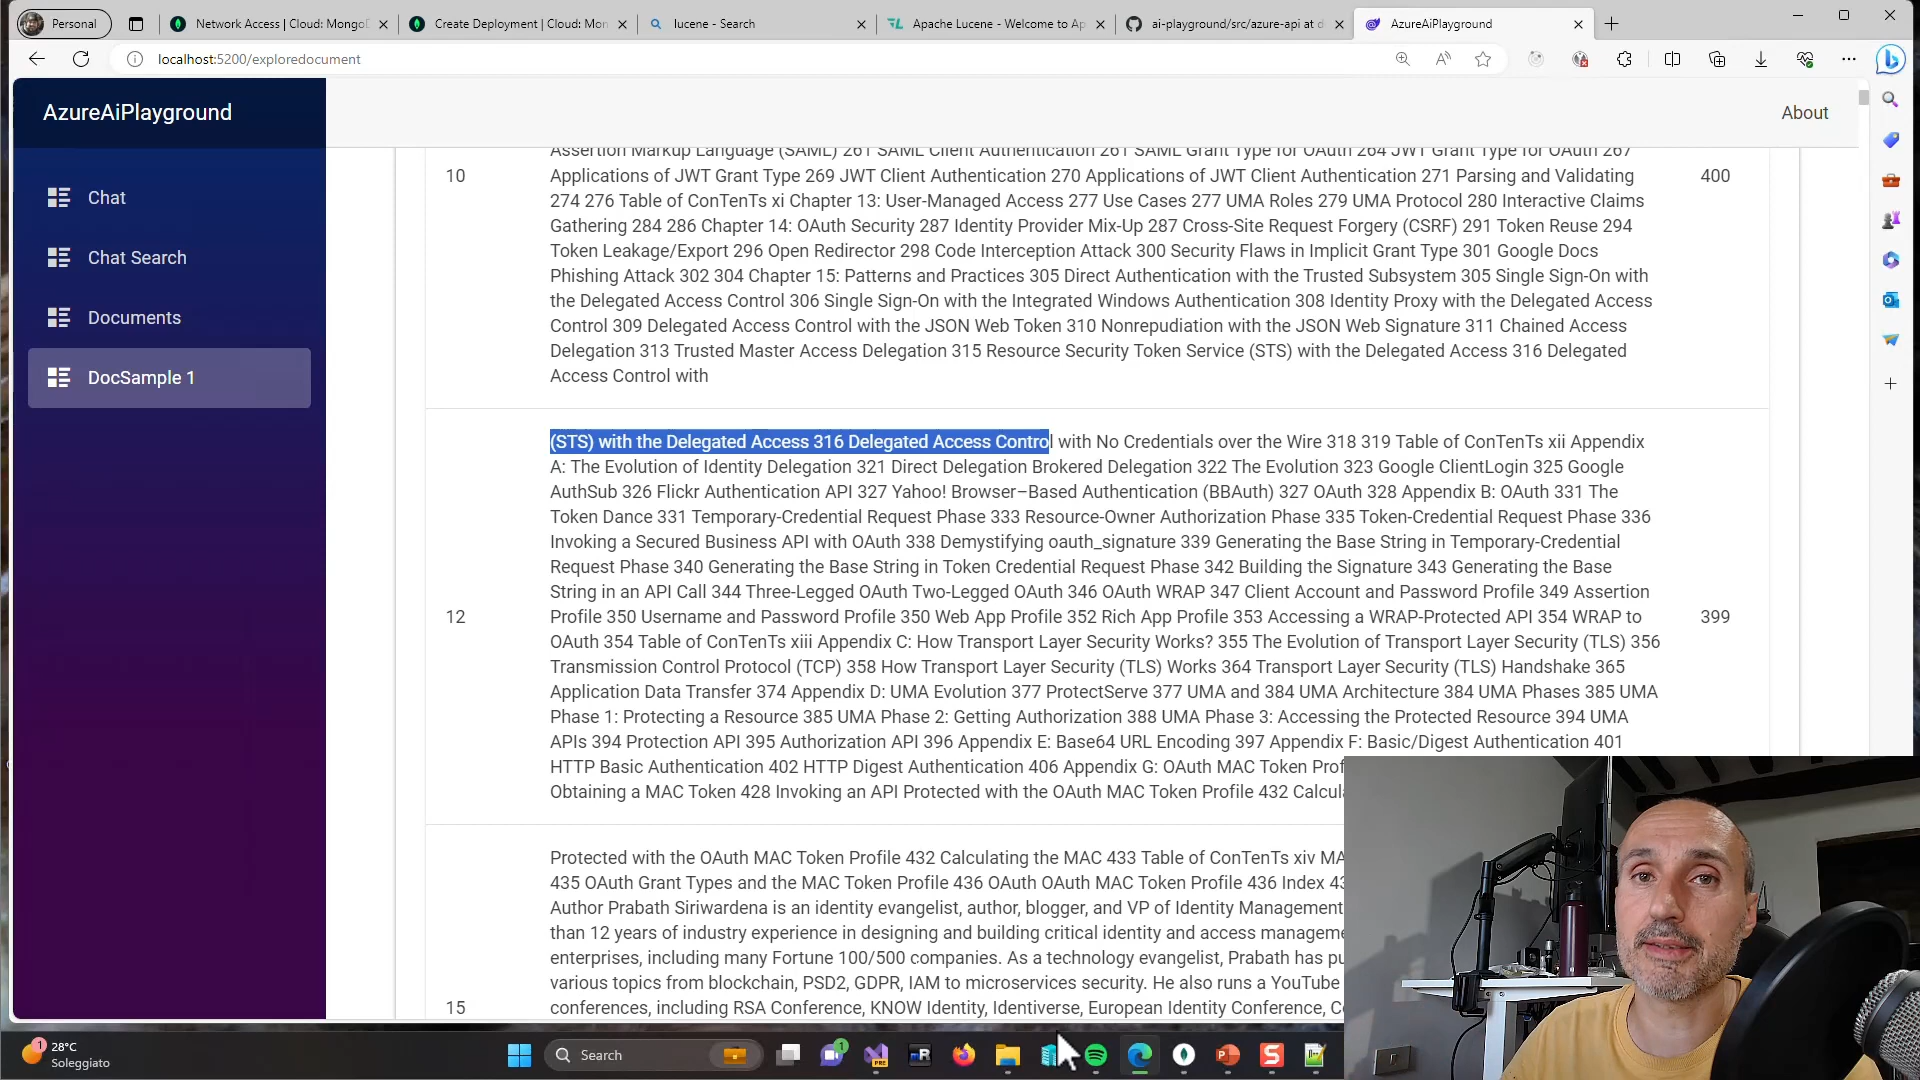 Personal
Network Access | Cloud: MongoD
Create Deployment | Cloud: Mon
lucene - Search
Apache Lucene - Welcome to Ap
ai-playground/src/azure-api at d
AzureAiPlayground
localhost:5200/exploredocument
AzureAiPlayground
About
Chat
Chat Search
Documents
DocSample 1
Assertion Markup Language (SAML) 261 SAML Client Authentication 261 SAML Grant Type for OAuth 264 JWT Grant Type for OAuth 267
10
Applications of JWT Grant Type 269 JWT Client Authentication 270 Applications of JWT Client Authentication 271 Parsing and Validating
400
274 276 Table of ConTenTs xi Chapter 13: User-Managed Access 277 Use Cases 277 UMA Roles 279 UMA Protocol 280 Interactive Claims
Gathering 284 286 Chapter 14: OAuth Security 287 Identity Provider Mix-Up 287 Cross-Site Request Forgery (CSRF) 291 Token Reuse 294
Token Leakage/Export 296 Open Redirector 298 Code Interception Attack 300 Security Flaws in Implicit Grant Type 301 Google Docs
Phishing Attack 302 304 Chapter 15: Patterns and Practices 305 Direct Authentication with the Trusted Subsystem 305 Single Sign-On with
the Delegated Access Control 306 Single Sign-On with the Integrated Windows Authentication 308 Identity Proxy with the Delegated Access
Control 309 Delegated Access Control with the JSON Web Token 310 Nonrepudiation with the JSON Web Signature 311 Chained Access
Delegation 313 Trusted Master Access Delegation 315 Resource Security Token Service (STS) with the Delegated Access 316 Delegated
Access Control with
(STS) with the Delegated Access 316 Delegated Access Control with No Credentials over the Wire 318 319 Table of ConTenTs xii Appendix
A: The Evolution of Identity Delegation 321 Direct Delegation Brokered Delegation 322 The Evolution 323 Google ClientLogin 325 Google
AuthSub 326 Flickr Authentication API 327 Yahoo! Browser–Based Authentication (BBAuth) 327 OAuth 328 Appendix B: OAuth 331 The
Token Dance 331 Temporary-Credential Request Phase 333 Resource-Owner Authorization Phase 335 Token-Credential Request Phase 336
Invoking a Secured Business API with OAuth 338 Demystifying oauth_signature 339 Generating the Base String in Temporary-Credential
Request Phase 340 Generating the Base String in Token Credential Request Phase 342 Building the Signature 343 Generating the Base
String in an API Call 344 Three-Legged OAuth Two-Legged OAuth 346 OAuth WRAP 347 Client Account and Password Profile 349 Assertion
12
Profile 350 Username and Password Profile 350 Web App Profile 352 Rich App Profile 353 Accessing a WRAP-Protected API 354 WRAP to
399
OAuth 354 Table of ConTenTs xiii Appendix C: How Transport Layer Security Works? 355 The Evolution of Transport Layer Security (TLS) 356
Transmission Control Protocol (TCP) 358 How Transport Layer Security (TLS) Works 364 Transport Layer Security (TLS) Handshake 365
Application Data Transfer 374 Appendix D: UMA Evolution 377 ProtectServe 377 UMA and 384 UMA Architecture 384 UMA Phases 385 UMA
Phase 1: Protecting a Resource 385 UMA Phase 2: Getting Authorization 388 UMA Phase 3: Accessing the Protected Resource 394 UMA
APIs 394 Protection API 395 Authorization API 396 Appendix E: Base64 URL Encoding 397 Appendix F: Basic/Digest Authentication 401
HTTP Basic Authentication 402 HTTP Digest Authentication 406 Appendix G: OAuth MAC Token Prof
Obtaining a MAC Token 428 Invoking an API Protected with the OAuth MAC Token Profile 432 Calcula
Protected with the OAuth MAC Token Profile 432 Calculating the MAC 433 Table of ConTenTs xiv MA
435 OAuth Grant Types and the MAC Token Profile 436 OAuth OAuth MAC Token Profile 436 Index 43
Author Prabath Siriwardena is an identity evangelist, author, blogger, and VP of Identity Management
than 12 years of industry experience in designing and building critical identity and access manageme
enterprises, including many Fortune 100/500 companies. As a technology evangelist, Prabath has pu
various topics from blockchain, PSD2, GDPR, IAM to microservices security. He also runs a YouTube
15
conferences, including RSA Conference, KNOW Identity, Identiverse, European Identity Conference, C
1
28°C
Soleggiato
Search
1